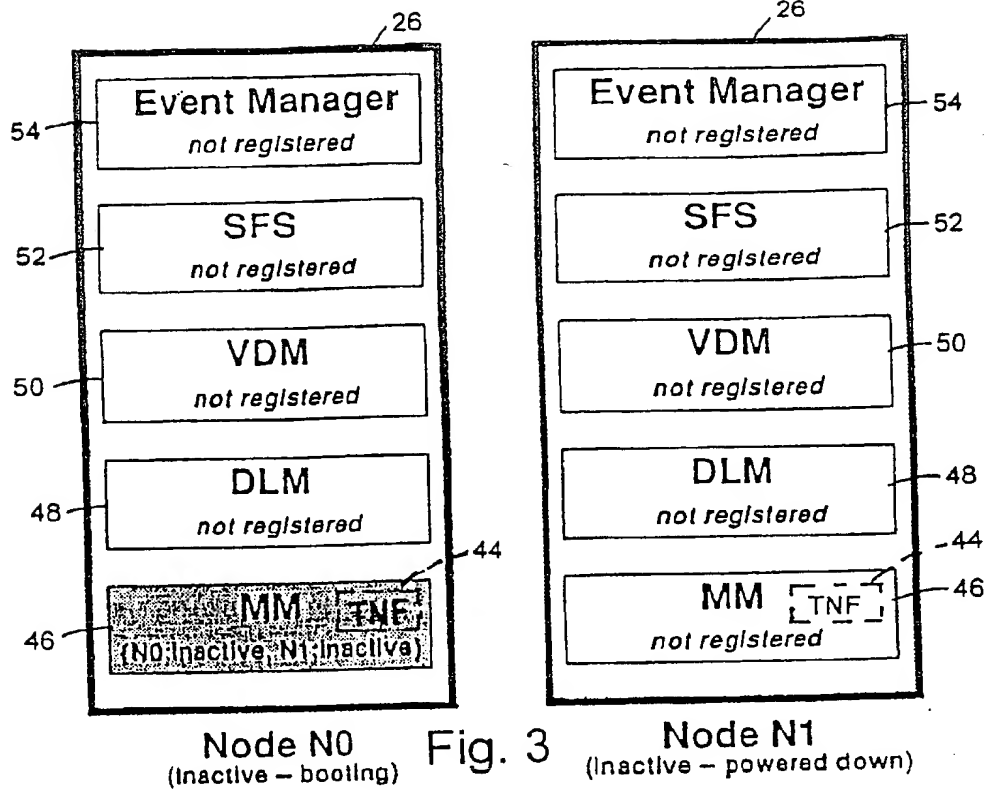 26
Event Manager
not registered
54
SFS
not registered
52
VDM
not registered
50
DLM
not registered
48
44
MM
TNF
46
(N0;Inactive, N1;Inactive)
Node N0
(Inactive – booting)
26
Event Manager
not registered
54
SFS
not registered
52
VDM
not registered
50
DLM
not registered
48
44
MM
TNF
46
not registered
Node N1
(Inactive – powered down)
Fig. 3